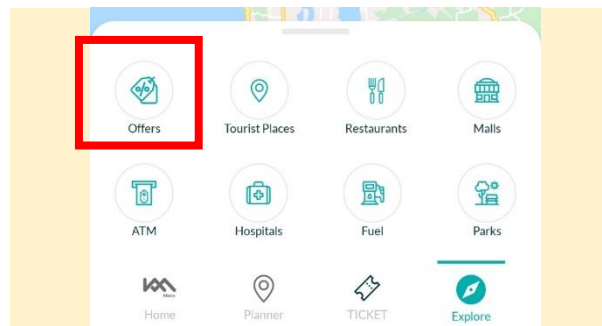 Offers Tourist Places Restaurants Malls
ATM Hospitals Fuel Parks
Home Planner TICKET Explore